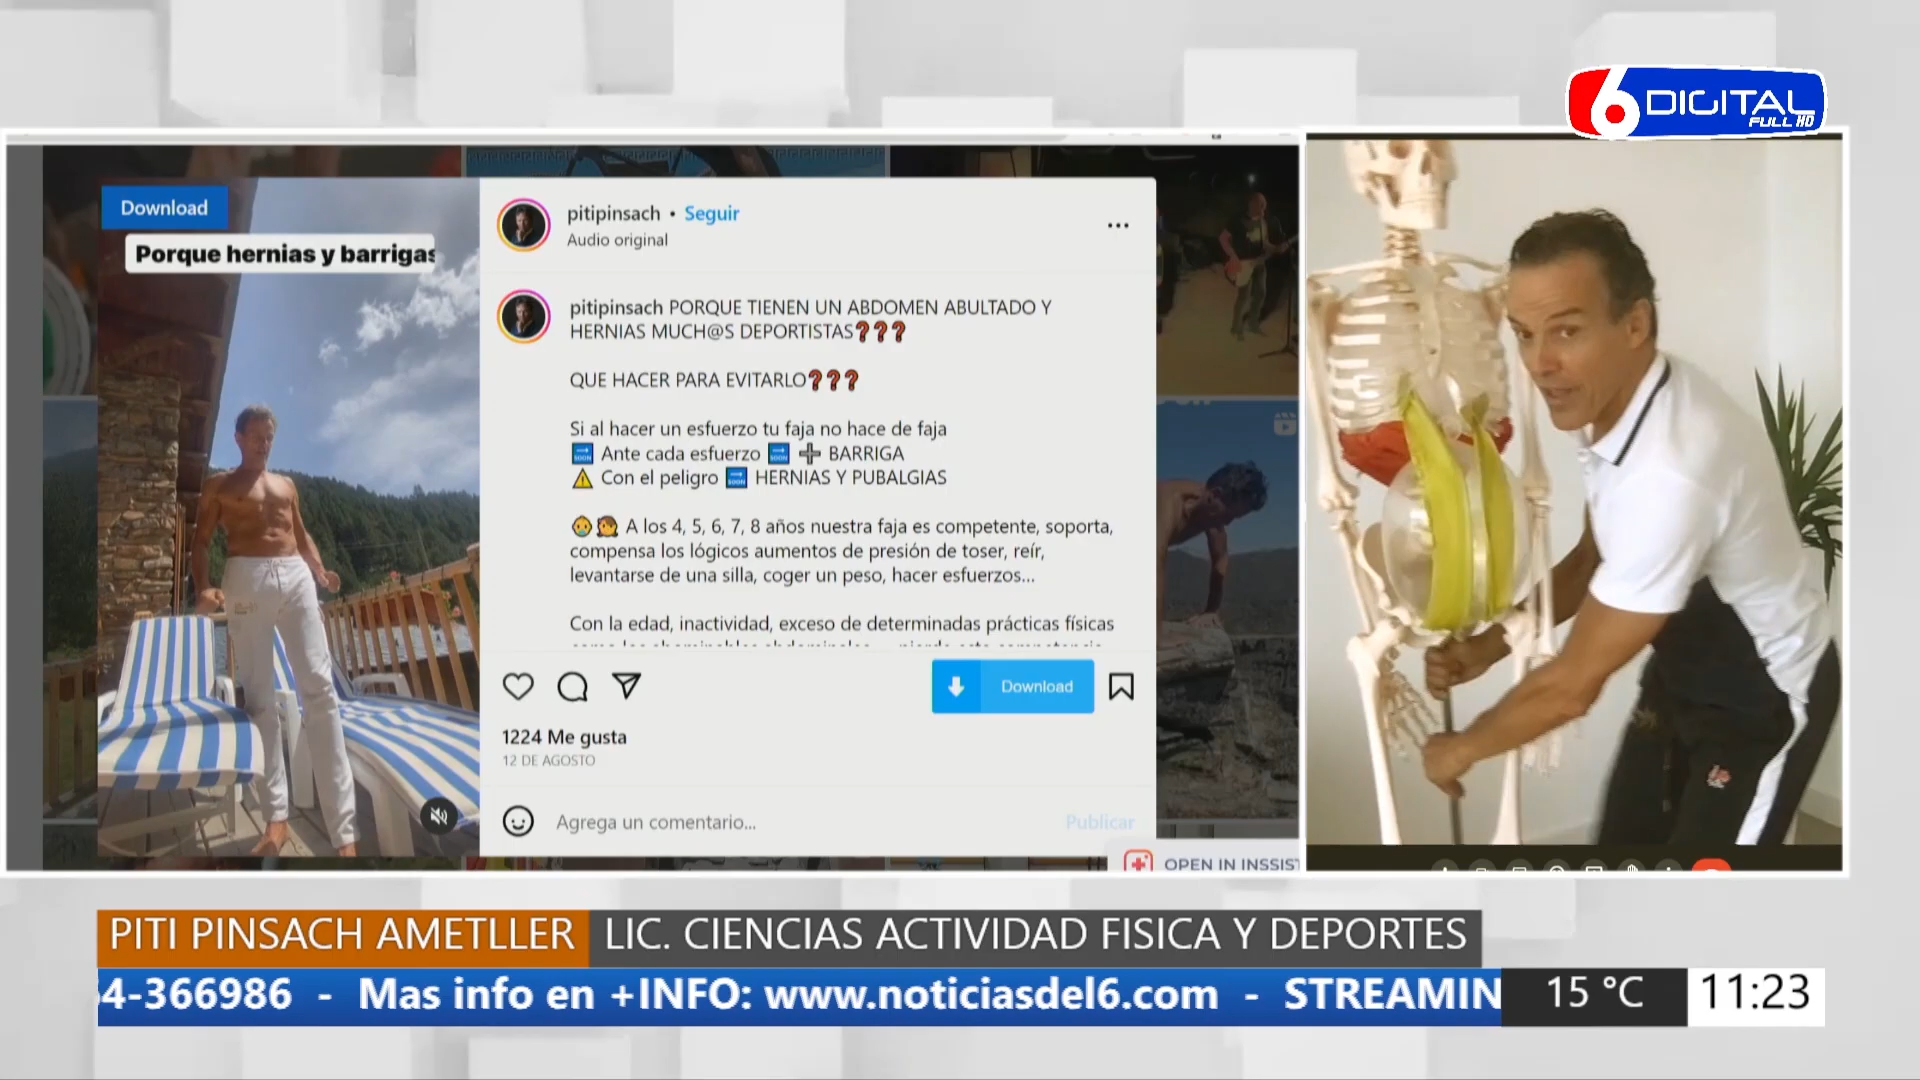 6 DIGITAL
FULL HD
Download
Porque hernias y barrigas
pitipinsach • Seguir
Audio original
pitipinsach PORQUE TIENEN UN ABDOMEN ABULTADO Y
HERNIAS MUCH@S DEPORTISTAS❓❓❓
QUE HACER PARA EVITARLO❓❓❓
Si al hacer un esfuerzo tu faja no hace de faja
🔜 Ante cada esfuerzo 🔜 ➕ BARRIGA
⚠️ Con el peligro 🔜 HERNIAS Y PUBALGIAS
👶🧒 A los 4, 5, 6, 7, 8 años nuestra faja es competente, soporta,
compensa los lógicos aumentos de presión de toser, reír,
levantarse de una silla, coger un peso, hacer esfuerzos...
Con la edad, inactividad, exceso de determinadas prácticas físicas
Download
1224 Me gusta
12 DE AGOSTO
Agrega un comentario...
Publicar
OPEN IN INSSIST
PITI PINSACH AMETLLER LIC. CIENCIAS ACTIVIDAD FISICA Y DEPORTES
4-366986 - Mas info en +INFO: www.noticiasdel6.com - STREAMIN 15 °C 11:23